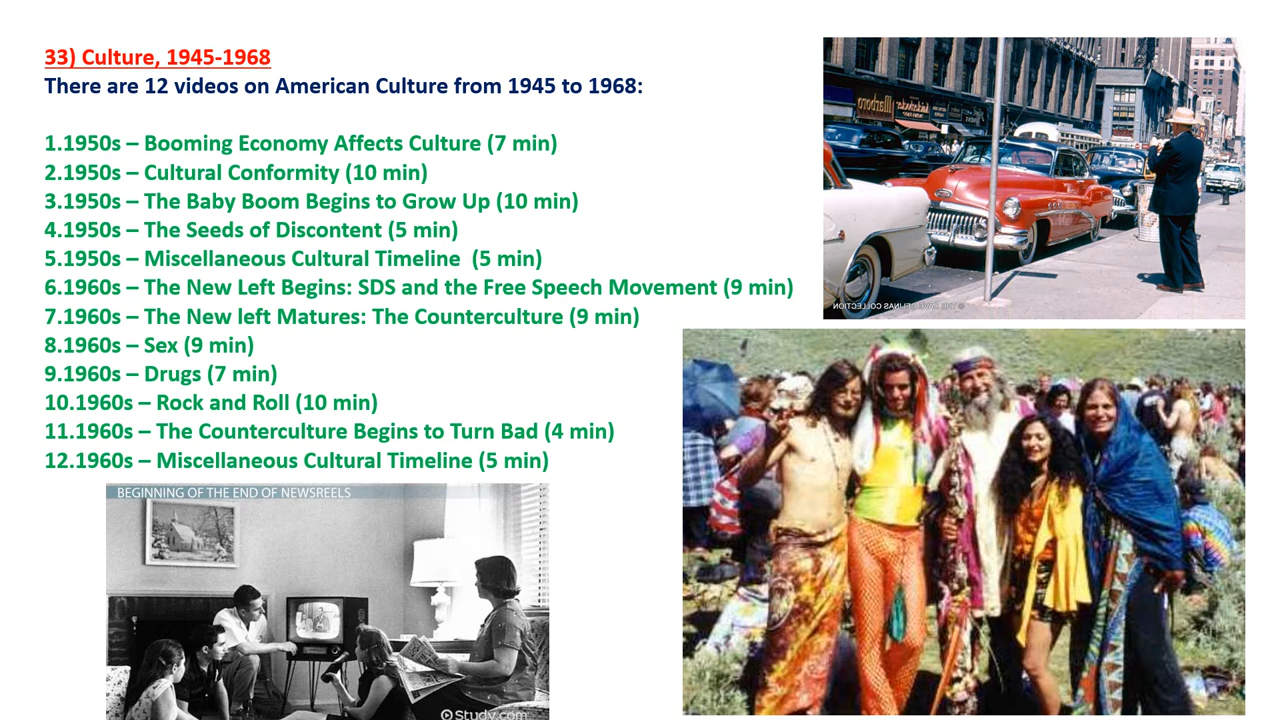 33) Culture, 1945-1968
There are 12 videos on American Culture from 1945 to 1968:
1.1950s – Booming Economy Affects Culture (7 min)
2.1950s – Cultural Conformity (10 min)
3.1950s – The Baby Boom Begins to Grow Up (10 min)
4.1950s – The Seeds of Discontent (5 min)
5.1950s – Miscellaneous Cultural Timeline  (5 min)
6.1960s – The New Left Begins: SDS and the Free Speech Movement (9 min)
7.1960s – The New left Matures: The Counterculture (9 min)
8.1960s – Sex (9 min)
9.1960s – Drugs (7 min)
10.1960s – Rock and Roll (10 min)
11.1960s – The Counterculture Begins to Turn Bad (4 min)
12.1960s – Miscellaneous Cultural Timeline (5 min)
BEGINNING OF THE END OF NEWSREELS
Study.com
Marboro